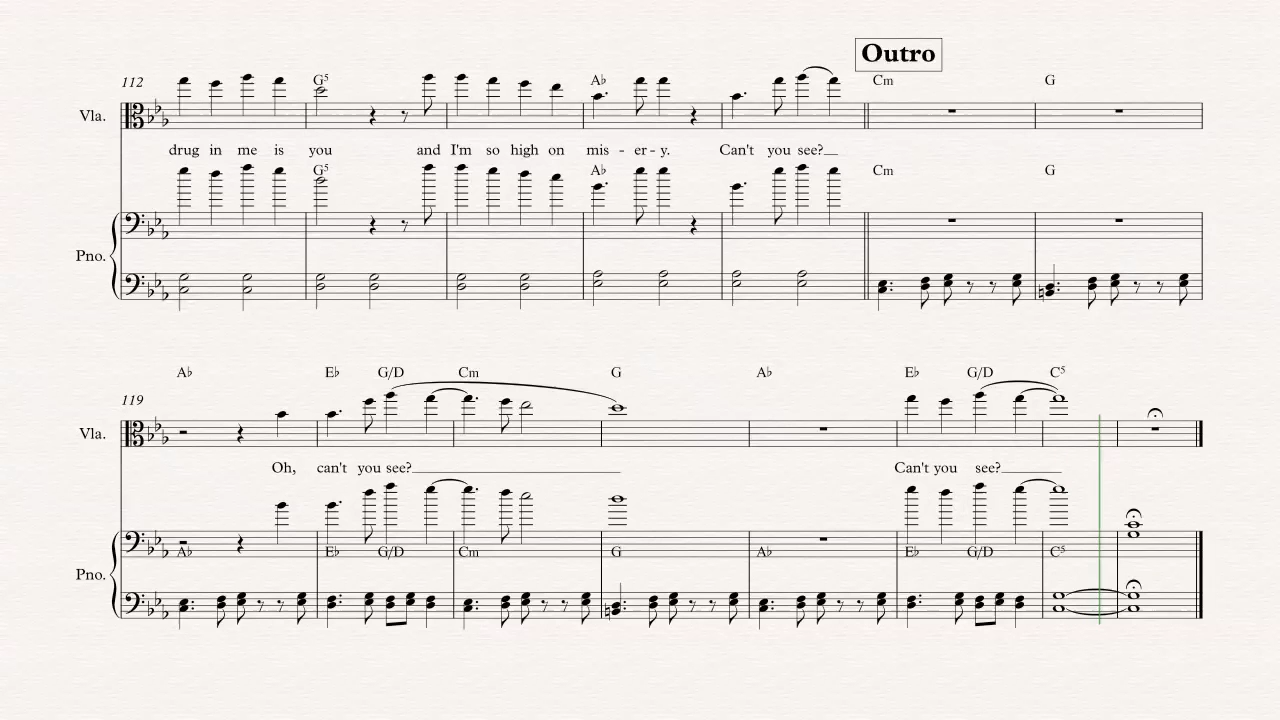 Outro
112 G5 A♭ Cm G
Vla.
drug in me is you and I'm so high on mis - er - y. Can't you see?
G5 A♭ Cm G
Pno.
A♭ E♭ G/D Cm G A♭ E♭ G/D C5
119
Vla.
Oh, can't you see? Can't you see?
A♭ E♭ G/D Cm G A♭ E♭ G/D C5
Pno.